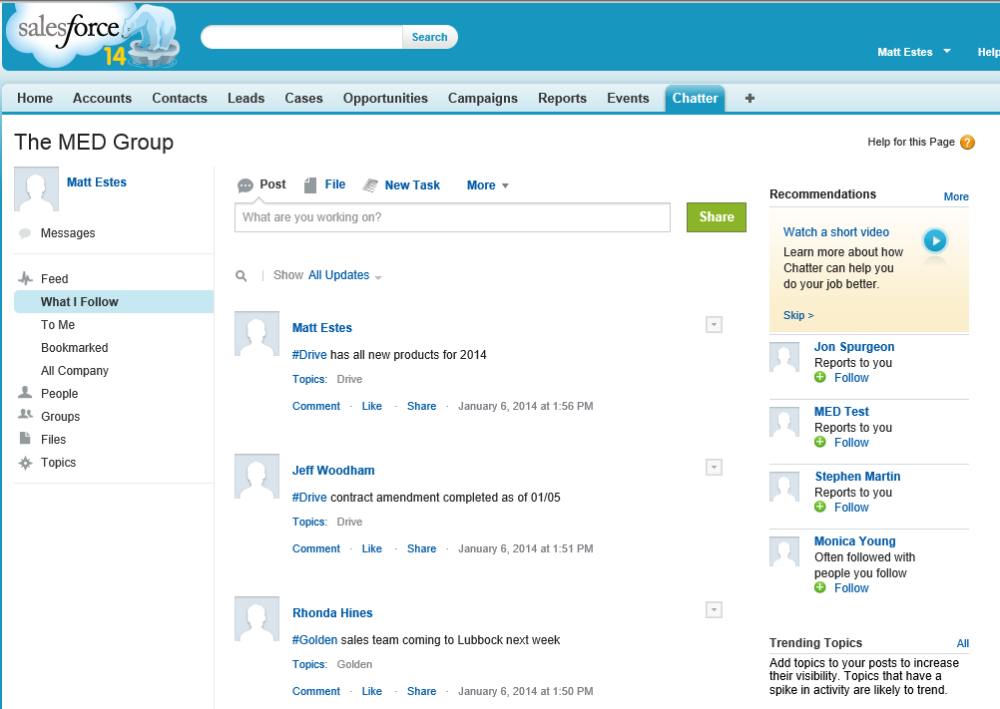 salesforce
14
Search
Matt Estes
Help
Home Accounts Contacts Leads Cases Opportunities Campaigns Reports Events Chatter +
The MED Group
Help for this Page ?
Matt Estes
Messages
Feed
What I Follow
To Me
Bookmarked
All Company
People
Groups
Files
Topics
Post File New Task More
What are you working on?
Share
Show All Updates
Matt Estes
#Drive has all new products for 2014
Topics: Drive
Comment · Like · Share · January 6, 2014 at 1:56 PM
Jeff Woodham
#Drive contract amendment completed as of 01/05
Topics: Drive
Comment · Like · Share · January 6, 2014 at 1:51 PM
Rhonda Hines
#Golden sales team coming to Lubbock next week
Topics: Golden
Comment · Like · Share · January 6, 2014 at 1:50 PM
Recommendations More
Watch a short video
Learn more about how
Chatter can help you
do your job better.
Skip >
Jon Spurgeon
Reports to you
Follow
MED Test
Reports to you
Follow
Stephen Martin
Reports to you
Follow
Monica Young
Often followed with
people you follow
Follow
Trending Topics All
Add topics to your posts to increase
their visibility. Topics that have a
spike in activity are likely to trend.